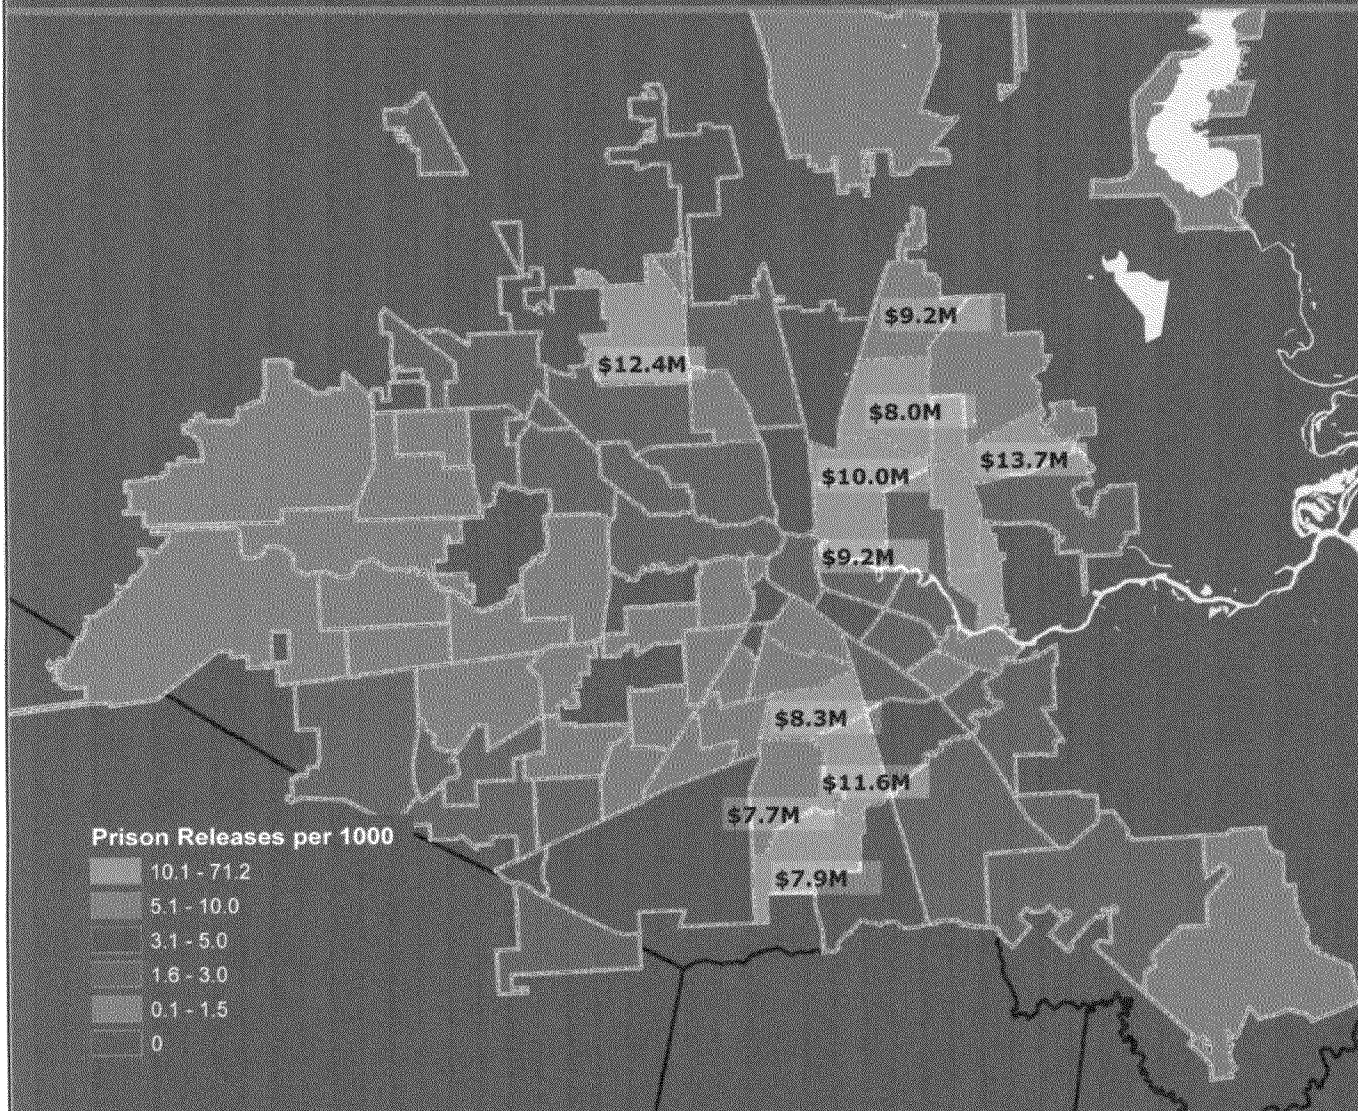 $9.2M
$12.4M
$8.0M
$13.7M
$10.0M
$9.2M
$8.3M
$11.6M
$7.7M
$7.9M
Prison Releases per 1000
10.1 - 71.2
5.1 - 10.0
3.1 - 5.0
1.6 - 3.0
0.1 - 1.5
0